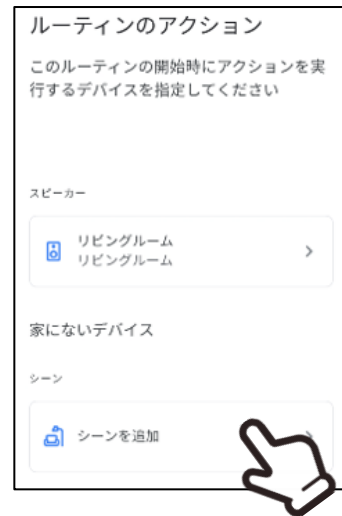 ルーティンのアクション
このルーティンの開始時にアクションを実
行するデバイスを指定してください
スピーカー
リビングルーム
リビングルーム
家にないデバイス
シーン
シーンを追加